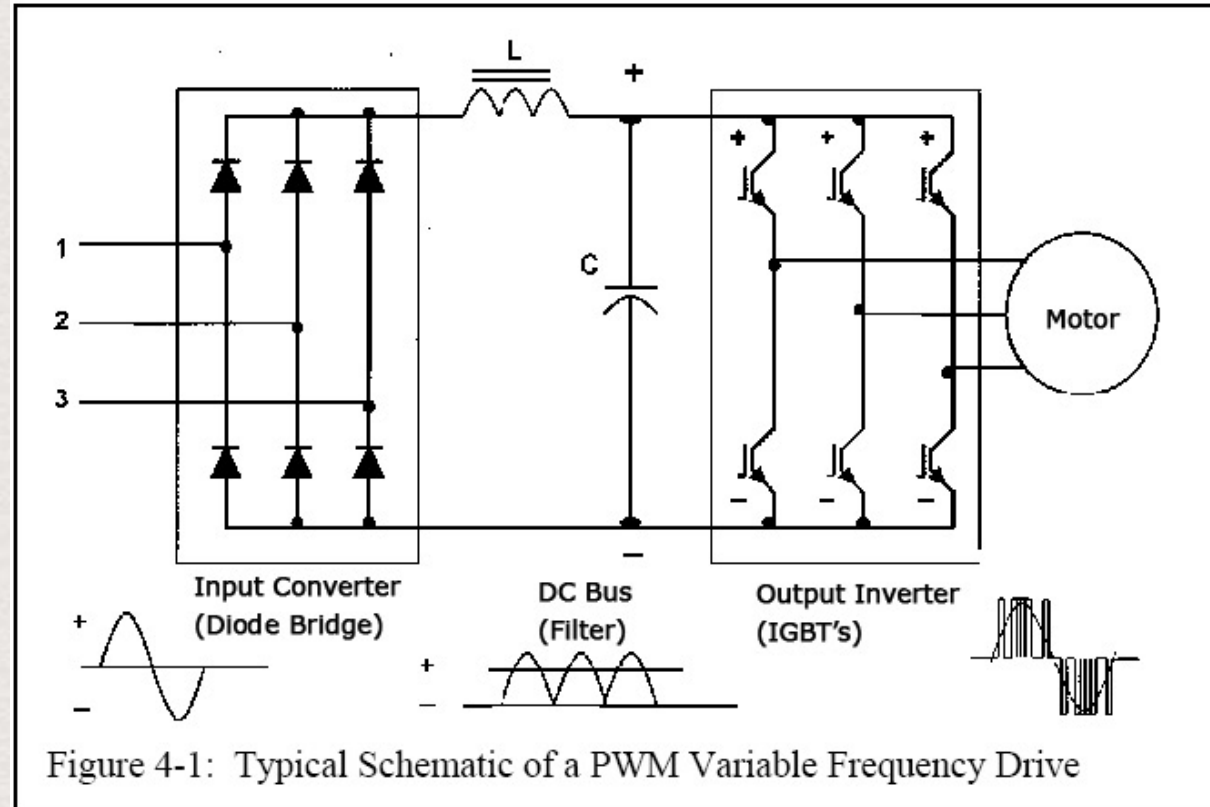 L
+
+
+
+
1
C
2
Motor
3
−
−
−
−
Input Converter
(Diode Bridge)
DC Bus
(Filter)
Output Inverter
(IGBT's)
+
−
+
−
Figure 4-1: Typical Schematic of a PWM Variable Frequency Drive